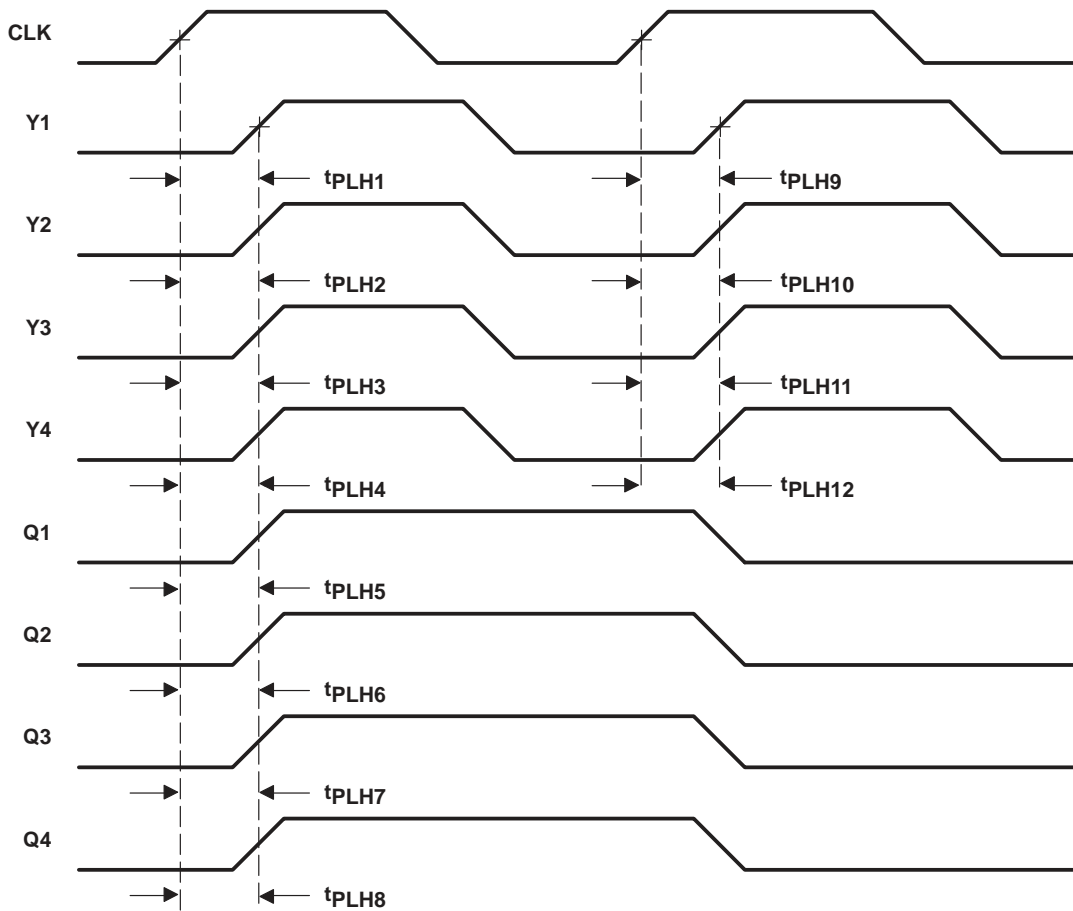 CLK
Y1
tPLH1 tPLH9
Y2
tPLH2 tPLH10
Y3
tPLH3 tPLH11
Y4
tPLH4 tPLH12
Q1
tPLH5
Q2
tPLH6
Q3
tPLH7
Q4
tPLH8